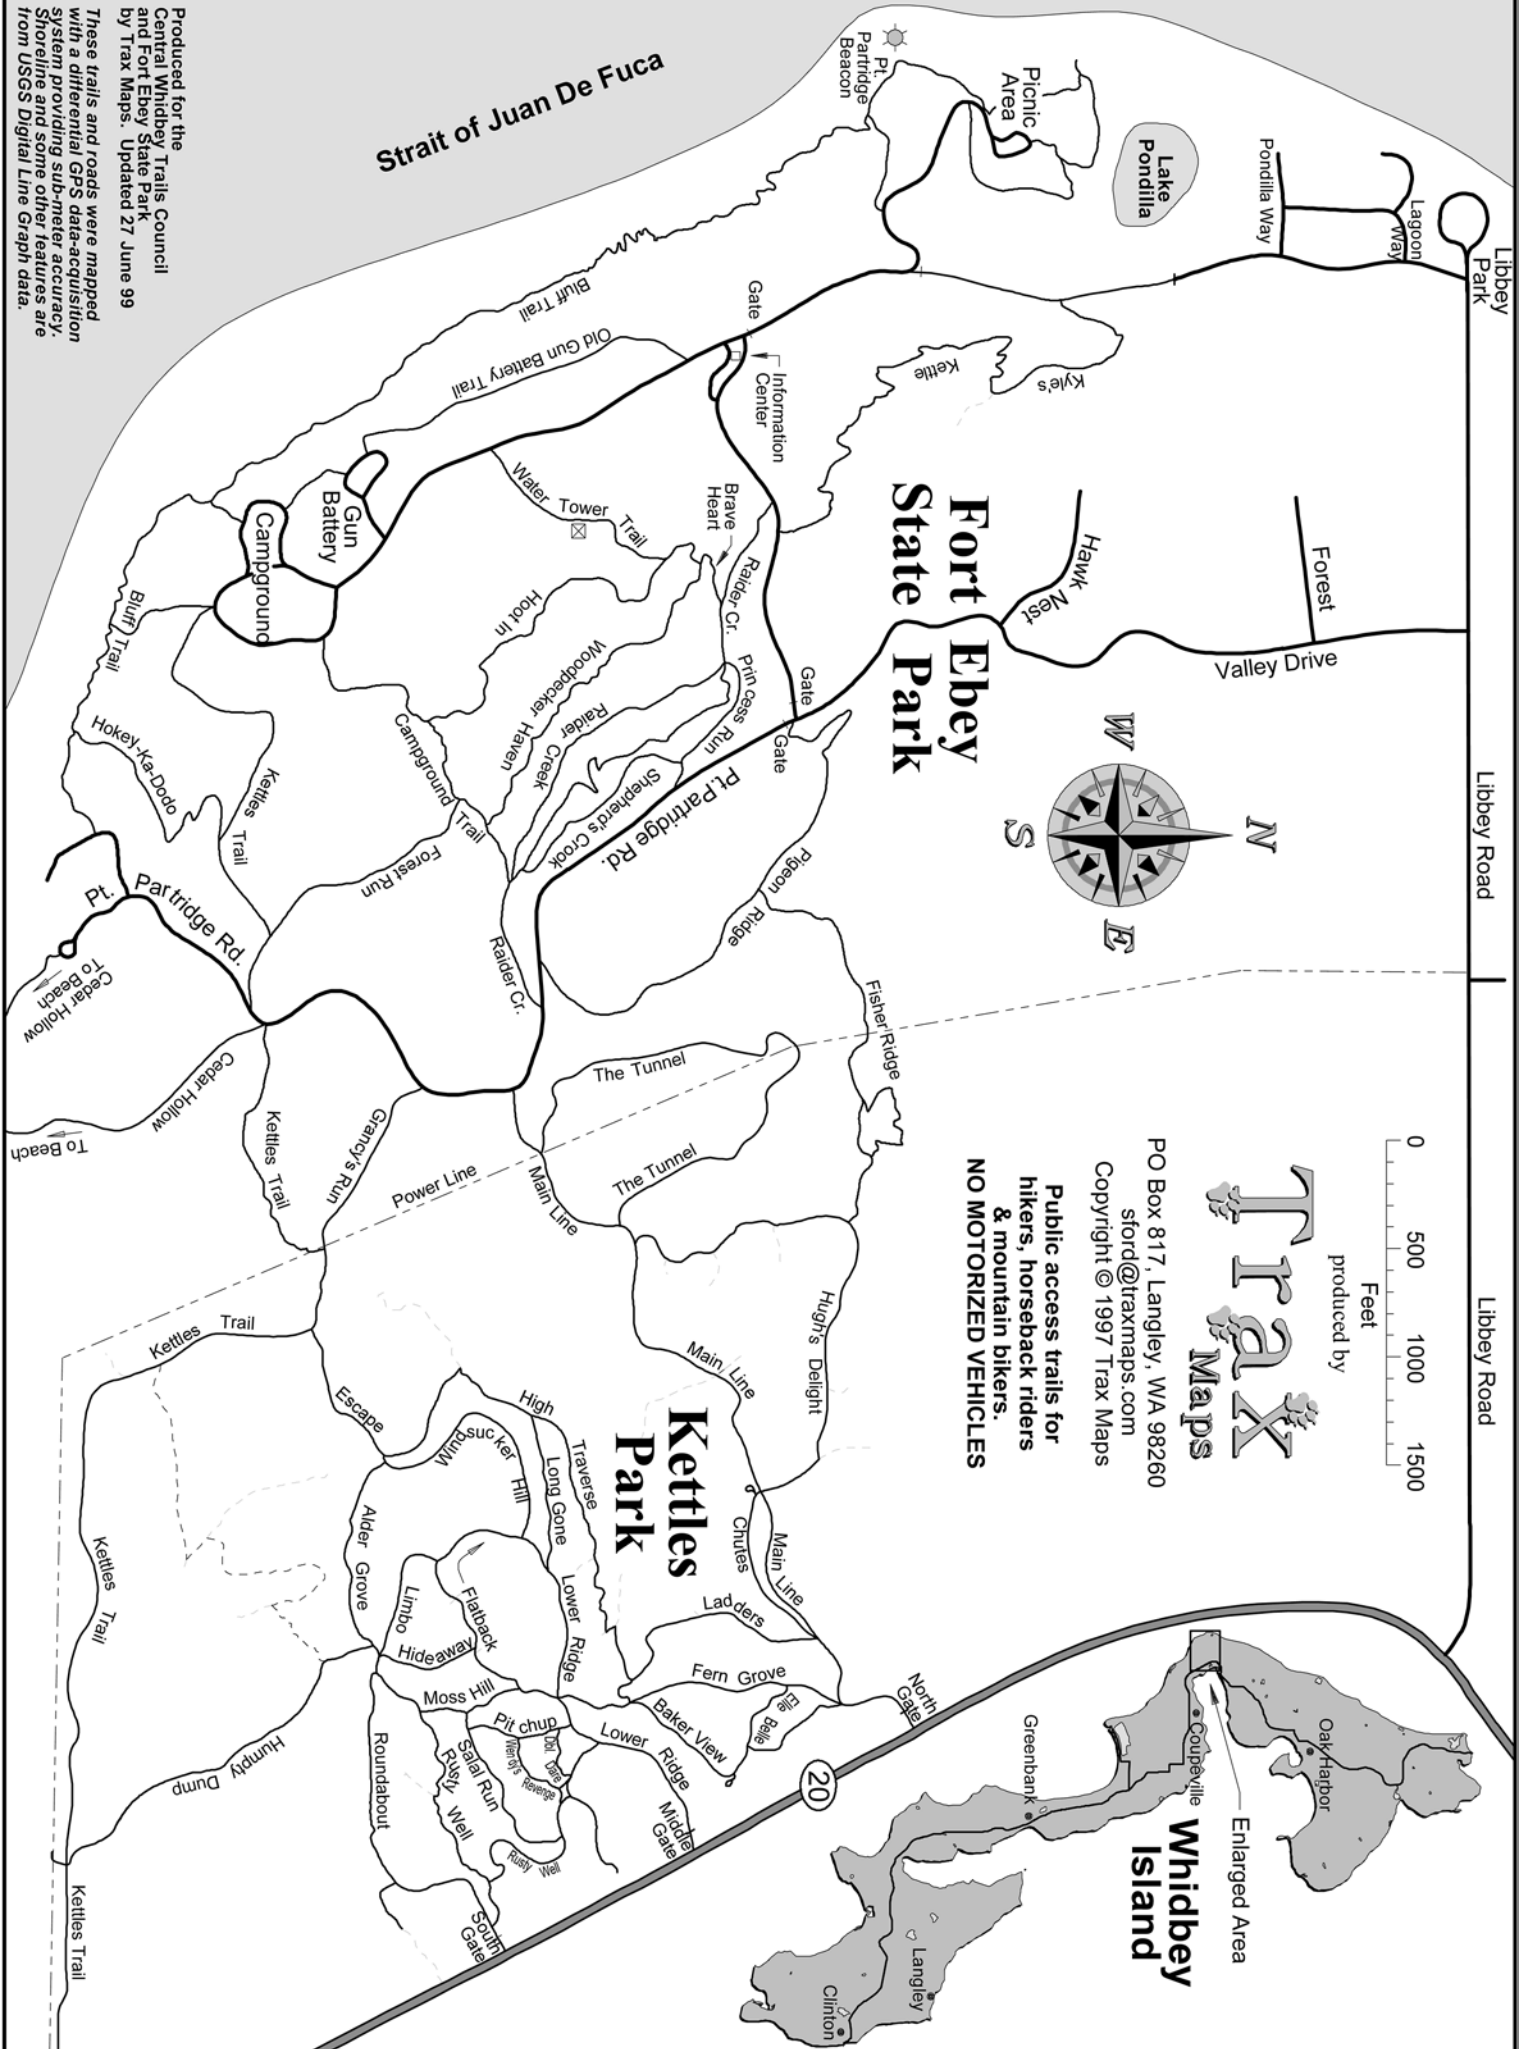 Libbey
Park
Libbey Road
Libbey Road
Libbey Road
Lagoon
Way
Pondilla Way
Lake
Pondilla
Picnic
Area
Pt.
Partridge
Beacon
Strait of Juan De Fuca
Forest
Valley Drive
Hawk
Nest
Kyle's
Kettle
Fort Ebey
State Park
N
W
E
S
Gate
Information
Center
Bluff Trail
Old Gun Battery Trail
Water Tower Trail
Brave
Heart
Raider Cr.
Princess Run
Gate
Gate
Pt.Partridge Rd.
Hoot In
Woodpecker Haven
Raider Creek
Shepherd's Crook
Gun
Battery
Campground
Campground Trail
Forest Run
Raider Cr.
Bluff Trail
Hokey-Ka-Dodo
Kettles Trail
Pt. Partridge Rd.
Cedar Hollow
To Beach
Cedar Hollow
To Beach
Pigeon Ridge
Fisher Ridge
The Tunnel
The Tunnel
Main Line
Power Line
Grancy's Run
Kettles Trail
Kettles Trail
Hugh's Delight
Main Line
Kettles
Park
Escape
High Traverse
Windsucker Hill
Long Gone
Chutes
Main Line
Ladders
Alder Grove
Limbo
Flatback
Hideaway
Lower Ridge
Fern Grove
Elle
Belle
North
Gate
Baker View
Moss Hill
Pit chup
Dbl. Dare
Wendy's Revenge
Lower Ridge
Middle
Gate
Salal Run
Rusty Well
Rusty Well
Roundabout
South
Gate
Humpty Dump
Kettles Trail
Kettles Trail
20
0 500 1000 1500
Feet
produced by
Trax
Maps
PO Box 817, Langley, WA 98260
sford@traxmaps.com
Copyright © 1997 Trax Maps
Public access trails for
hikers, horseback riders
& mountain bikers.
NO MOTORIZED VEHICLES
Oak Harbor
Coupeville
Greenbank
Langley
Clinton
Enlarged Area
Whidbey
Island
Produced for the
Central Whidbey Trails Council
and Fort Ebey State Park
by Trax Maps. Updated 27 June 99
These trails and roads were mapped
with a differential GPS data-acquisition
system providing sub-meter accuracy.
Shoreline and some other features are
from USGS Digital Line Graph data.